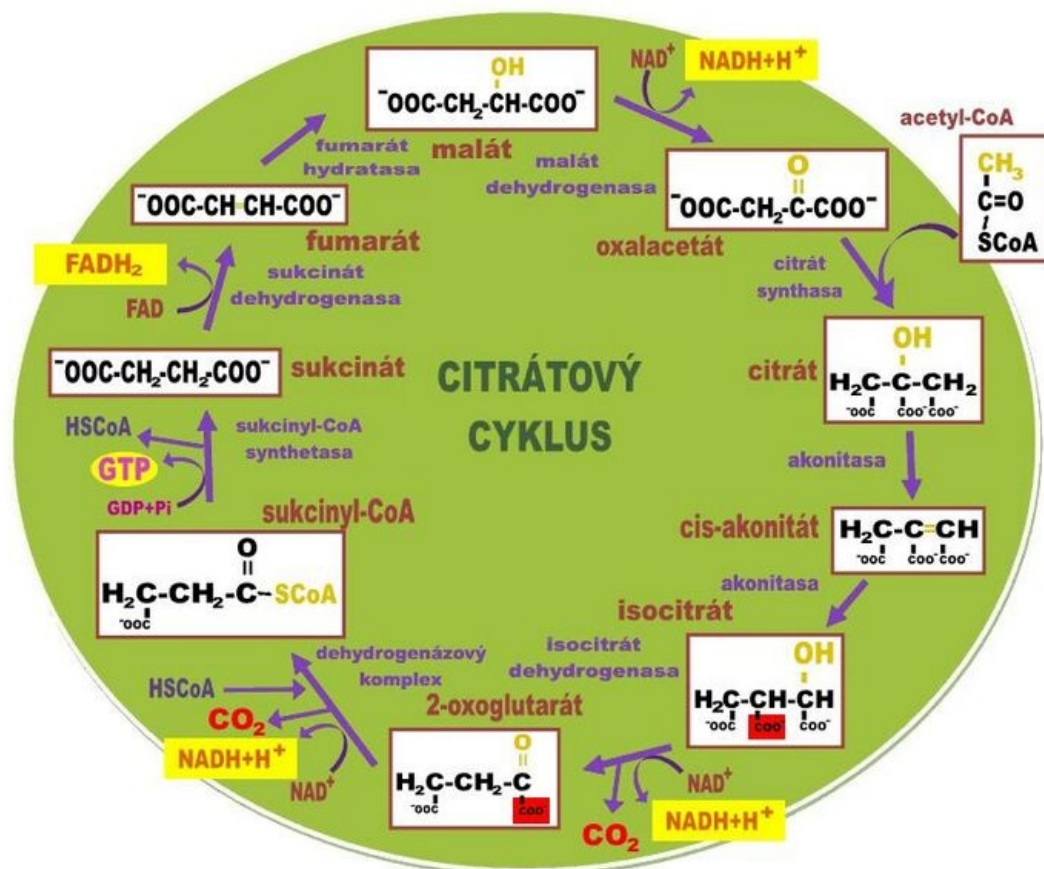 CITRÁTOVÝ
CYKLUS
acetyl-CoA
CH₃
C=O
SCoA
O
⁻OOC-CH₂-C-COO⁻
oxalacetát
citrát
synthasa
OH
H₂C-C-CH₂
⁻OOC COO⁻ COO⁻
citrát
akonitasa
cis-akonitát
H₂C-C=CH
⁻OOC COO⁻ COO⁻
akonitasa
isocitrát
OH
H₂C-CH-CH
⁻OOC COO⁻ COO⁻
isocitrát
dehydrogenasa
NAD⁺
NADH+H⁺
CO₂
2-oxoglutarát
O
H₂C-CH₂-C
⁻OOC COO⁻
dehydrogenázový
komplex
HSCoA
CO₂
NADH+H⁺
NAD⁺
sukcinyl-CoA
O
H₂C-CH₂-C-SCoA
⁻OOC
sukcinyl-CoA
synthetasa
HSCoA
GTP
GDP+Pi
⁻OOC-CH₂-CH₂-COO⁻
sukcinát
sukcinát
dehydrogenasa
FADH₂
FAD
⁻OOC-CH=CH-COO⁻
fumarát
fumarát
hydratasa
OH
⁻OOC-CH₂-CH-COO⁻
malát
malát
dehydrogenasa
NAD⁺
NADH+H⁺